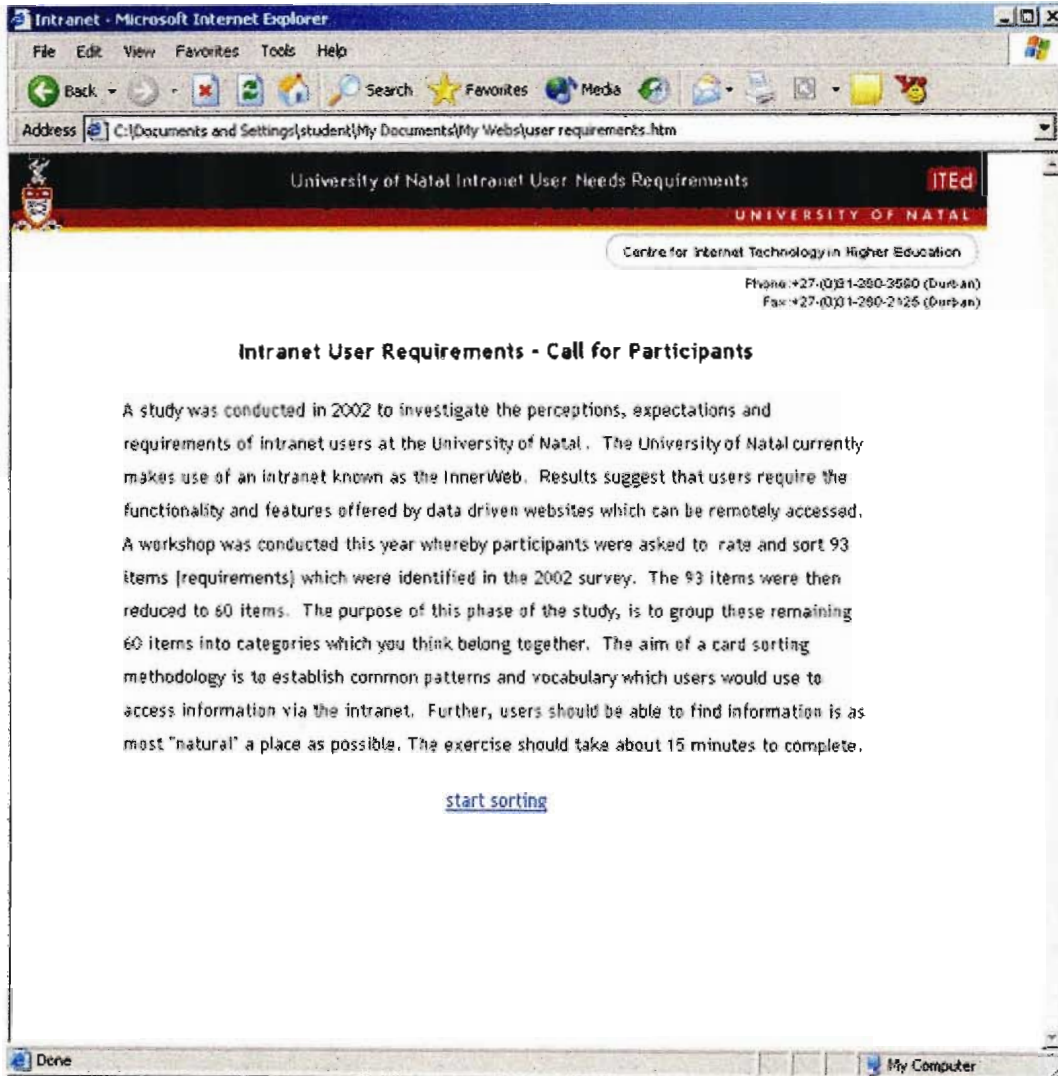 Intranet - Microsoft Internet Explorer
File Edit View Favorites Tools Help
Back Search Favorites Media
Address C:\Documents and Settings\student\My Documents\My Webs\user requirements.htm
University of Natal Intranet User Needs Requirements
ITEd
UNIVERSITY OF NATAL
Centre for Internet Technology in Higher Education
Phone:+27-(0)31-260-3560 (Durban)
Fax:+27-(0)31-260-2125 (Durban)
Intranet User Requirements - Call for Participants
A study was conducted in 2002 to investigate the perceptions, expectations and
requirements of intranet users at the University of Natal. The University of Natal currently
makes use of an intranet known as the InnerWeb. Results suggest that users require the
functionality and features offered by data driven websites which can be remotely accessed.
A workshop was conducted this year whereby participants were asked to rate and sort 93
items (requirements) which were identified in the 2002 survey. The 93 items were then
reduced to 60 items. The purpose of this phase of the study, is to group these remaining
60 items into categories which you think belong together. The aim of a card sorting
methodology is to establish common patterns and vocabulary which users would use to
access information via the intranet. Further, users should be able to find information is as
most "natural" a place as possible. The exercise should take about 15 minutes to complete.
start sorting
Done
My Computer